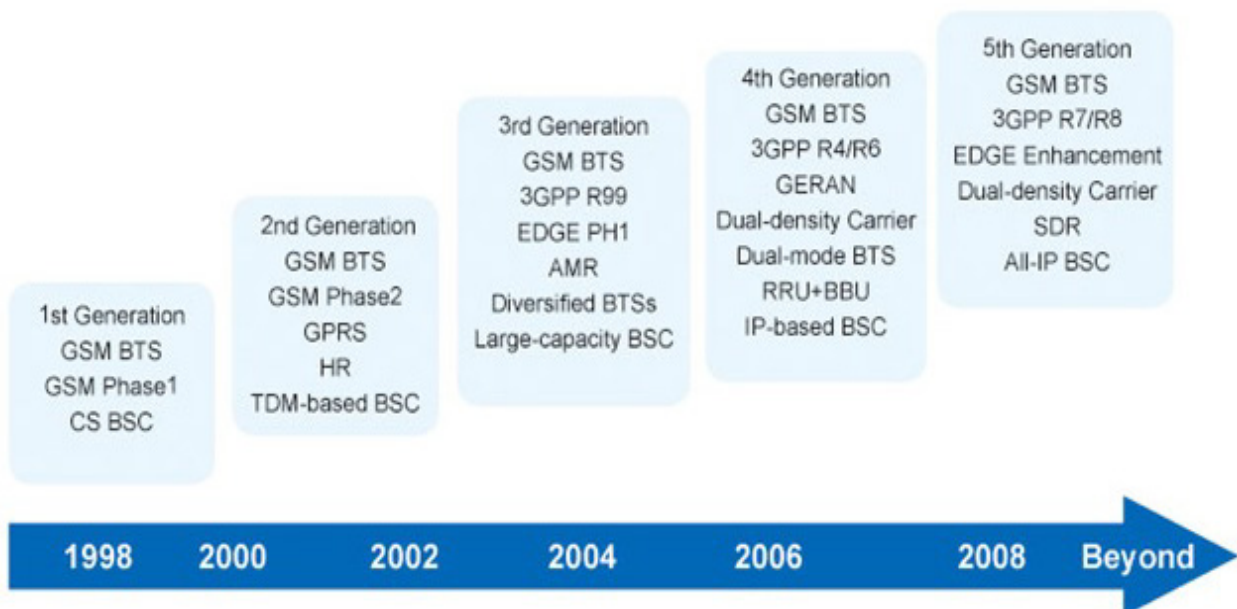 1st Generation
GSM BTS
GSM Phase1
CS BSC
2nd Generation
GSM BTS
GSM Phase2
GPRS
HR
TDM-based BSC
3rd Generation
GSM BTS
3GPP R99
EDGE PH1
AMR
Diversified BTSs
Large-capacity BSC
4th Generation
GSM BTS
3GPP R4/R6
GERAN
Dual-density Carrier
Dual-mode BTS
RRU+BBU
IP-based BSC
5th Generation
GSM BTS
3GPP R7/R8
EDGE Enhancement
Dual-density Carrier
SDR
All-IP BSC
1998 2000 2002 2004 2006 2008 Beyond